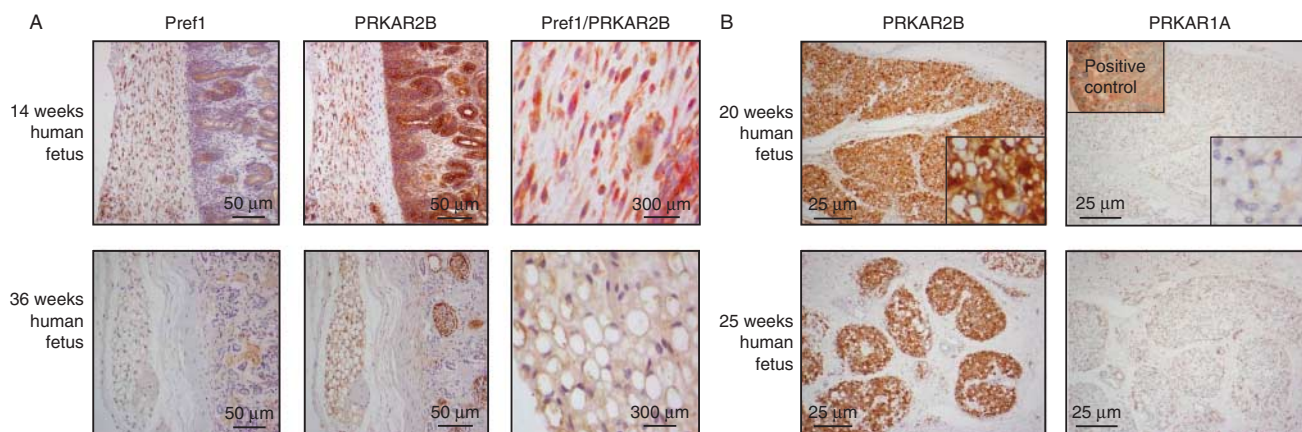 A
Pref1
PRKAR2B
Pref1/PRKAR2B
14 weeks
human
fetus
50 μm
50 μm
300 μm
36 weeks
human
fetus
50 μm
50 μm
300 μm
B
PRKAR2B
PRKAR1A
20 weeks
human
fetus
25 μm
Positive
control
25 μm
25 weeks
human
fetus
25 μm
25 μm